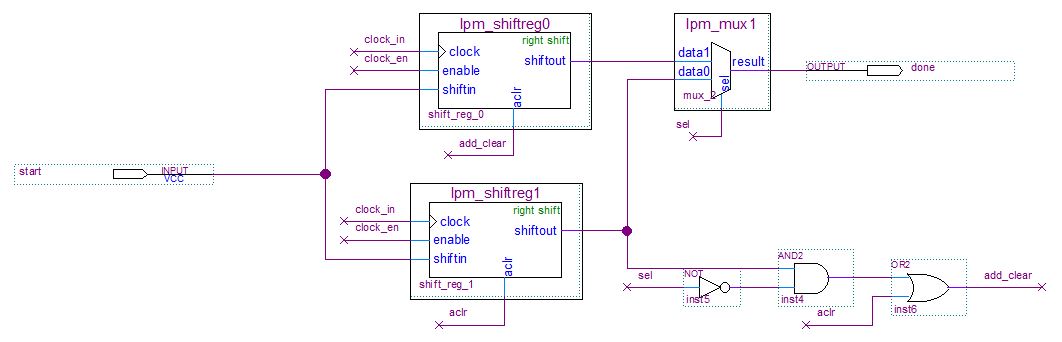 lpm_shiftreg0
lpm_mux1
clock_in
right shift
clock
clock_en
data1
shiftout
result
enable
data0
OUTPUT
done
shiftin
sel
aclr
mux_2
shift_reg_0
sel
add_clear
start
INPUT
VCC
lpm_shiftreg1
clock_in
right shift
clock
clock_en
shiftout
enable
shiftin
AND2
OR2
aclr
sel
NOT
add_clear
shift_reg_1
inst5
inst4
inst6
aclr
aclr